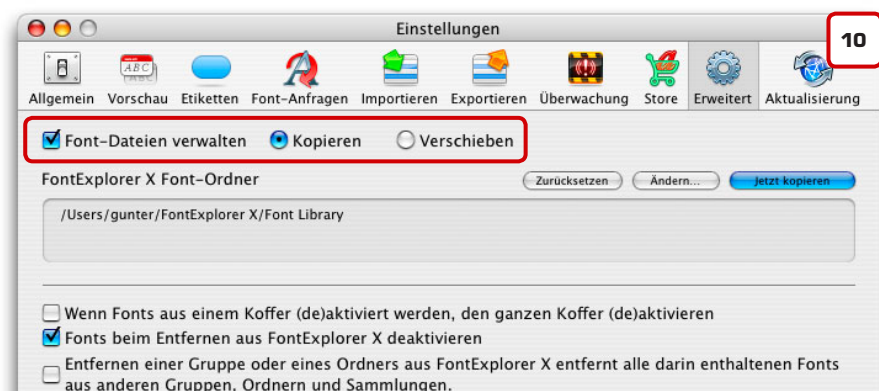 Einstellungen
10
ABC
ABC
Allgemein Vorschau Etiketten Font-Anfragen Importieren Exportieren Überwachung Store Erweitert Aktualisierung
Font-Dateien verwalten Kopieren Verschieben
FontExplorer X Font-Ordner Zurücksetzen Ändern... Jetzt kopieren
/Users/gunter/FontExplorer X/Font Library
Wenn Fonts aus einem Koffer (de)aktiviert werden, den ganzen Koffer (de)aktivieren
Fonts beim Entfernen aus FontExplorer X deaktivieren
Entfernen einer Gruppe oder eines Ordners aus FontExplorer X entfernt alle darin enthaltenen Fonts
aus anderen Gruppen, Ordnern und Sammlungen.